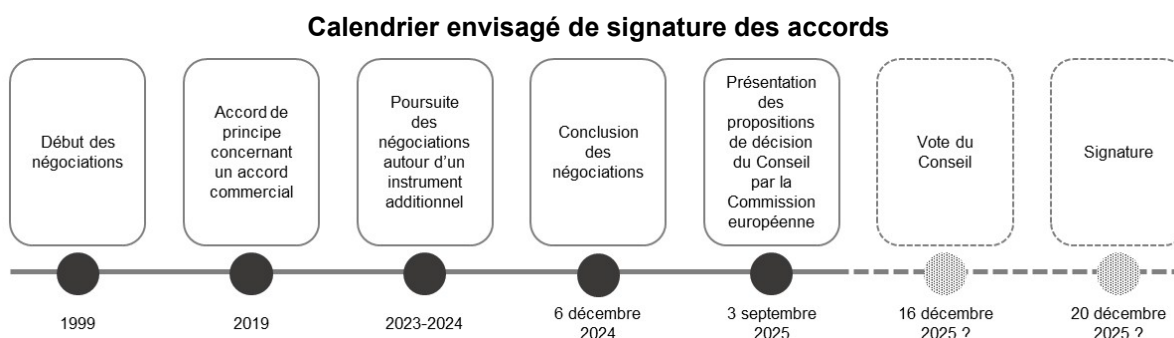 Calendrier envisagé de signature des accords
Début des
négociations
Accord de
principe
concernant
un accord
commercial
Poursuite
des
négociations
autour d'un
instrument
additionnel
Conclusion
des
négociations
Présentation
des
propositions
de décision
du Conseil
par la
Commission
européenne
Vote du
Conseil
Signature
1999
2019
2023-2024
6 décembre
2024
3 septembre
2025
16 décembre
2025 ?
20 décembre
2025 ?